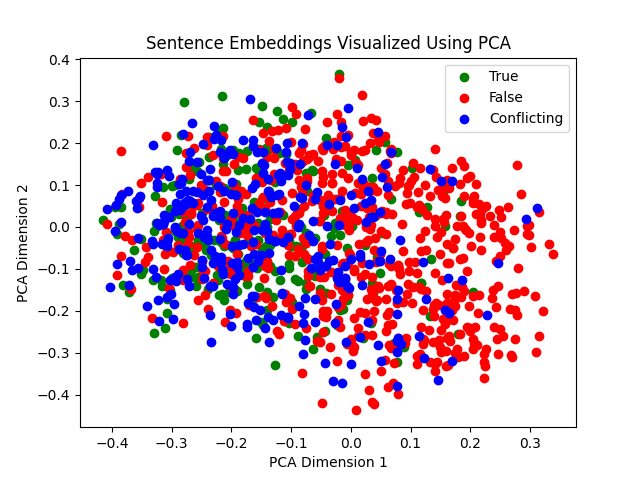 Sentence Embeddings Visualized Using PCA
True
False
Conflicting
0.4
0.3
0.2
0.1
0.0
−0.1
−0.2
−0.3
−0.4
PCA Dimension 2
−0.4 −0.3 −0.2 −0.1 0.0 0.1 0.2 0.3
PCA Dimension 1